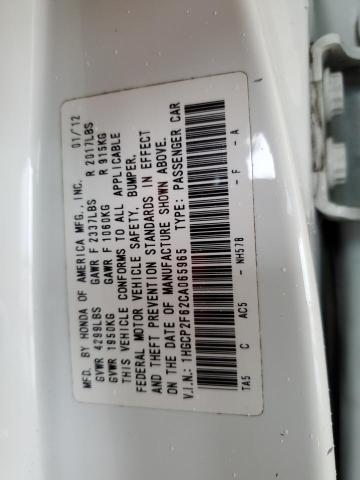 MFD. BY HONDA OF AMERICA MFG., INC. 01/12
GVWR 4299LBS GAWR F 2337LBS R 2017LBS
GVWR 1950KG GAWR F 1060KG R 915KG
THIS VEHICLE CONFORMS TO ALL APPLICABLE
FEDERAL MOTOR VEHICLE SAFETY, BUMPER,
AND THEFT PREVENTION STANDARDS IN EFFECT
ON THE DATE OF MANUFACTURE SHOWN ABOVE.
V.I.N.: 1HGCP2F62CA065965 TYPE: PASSENGER CAR
TA5 C AC5 - NH578 - F - A